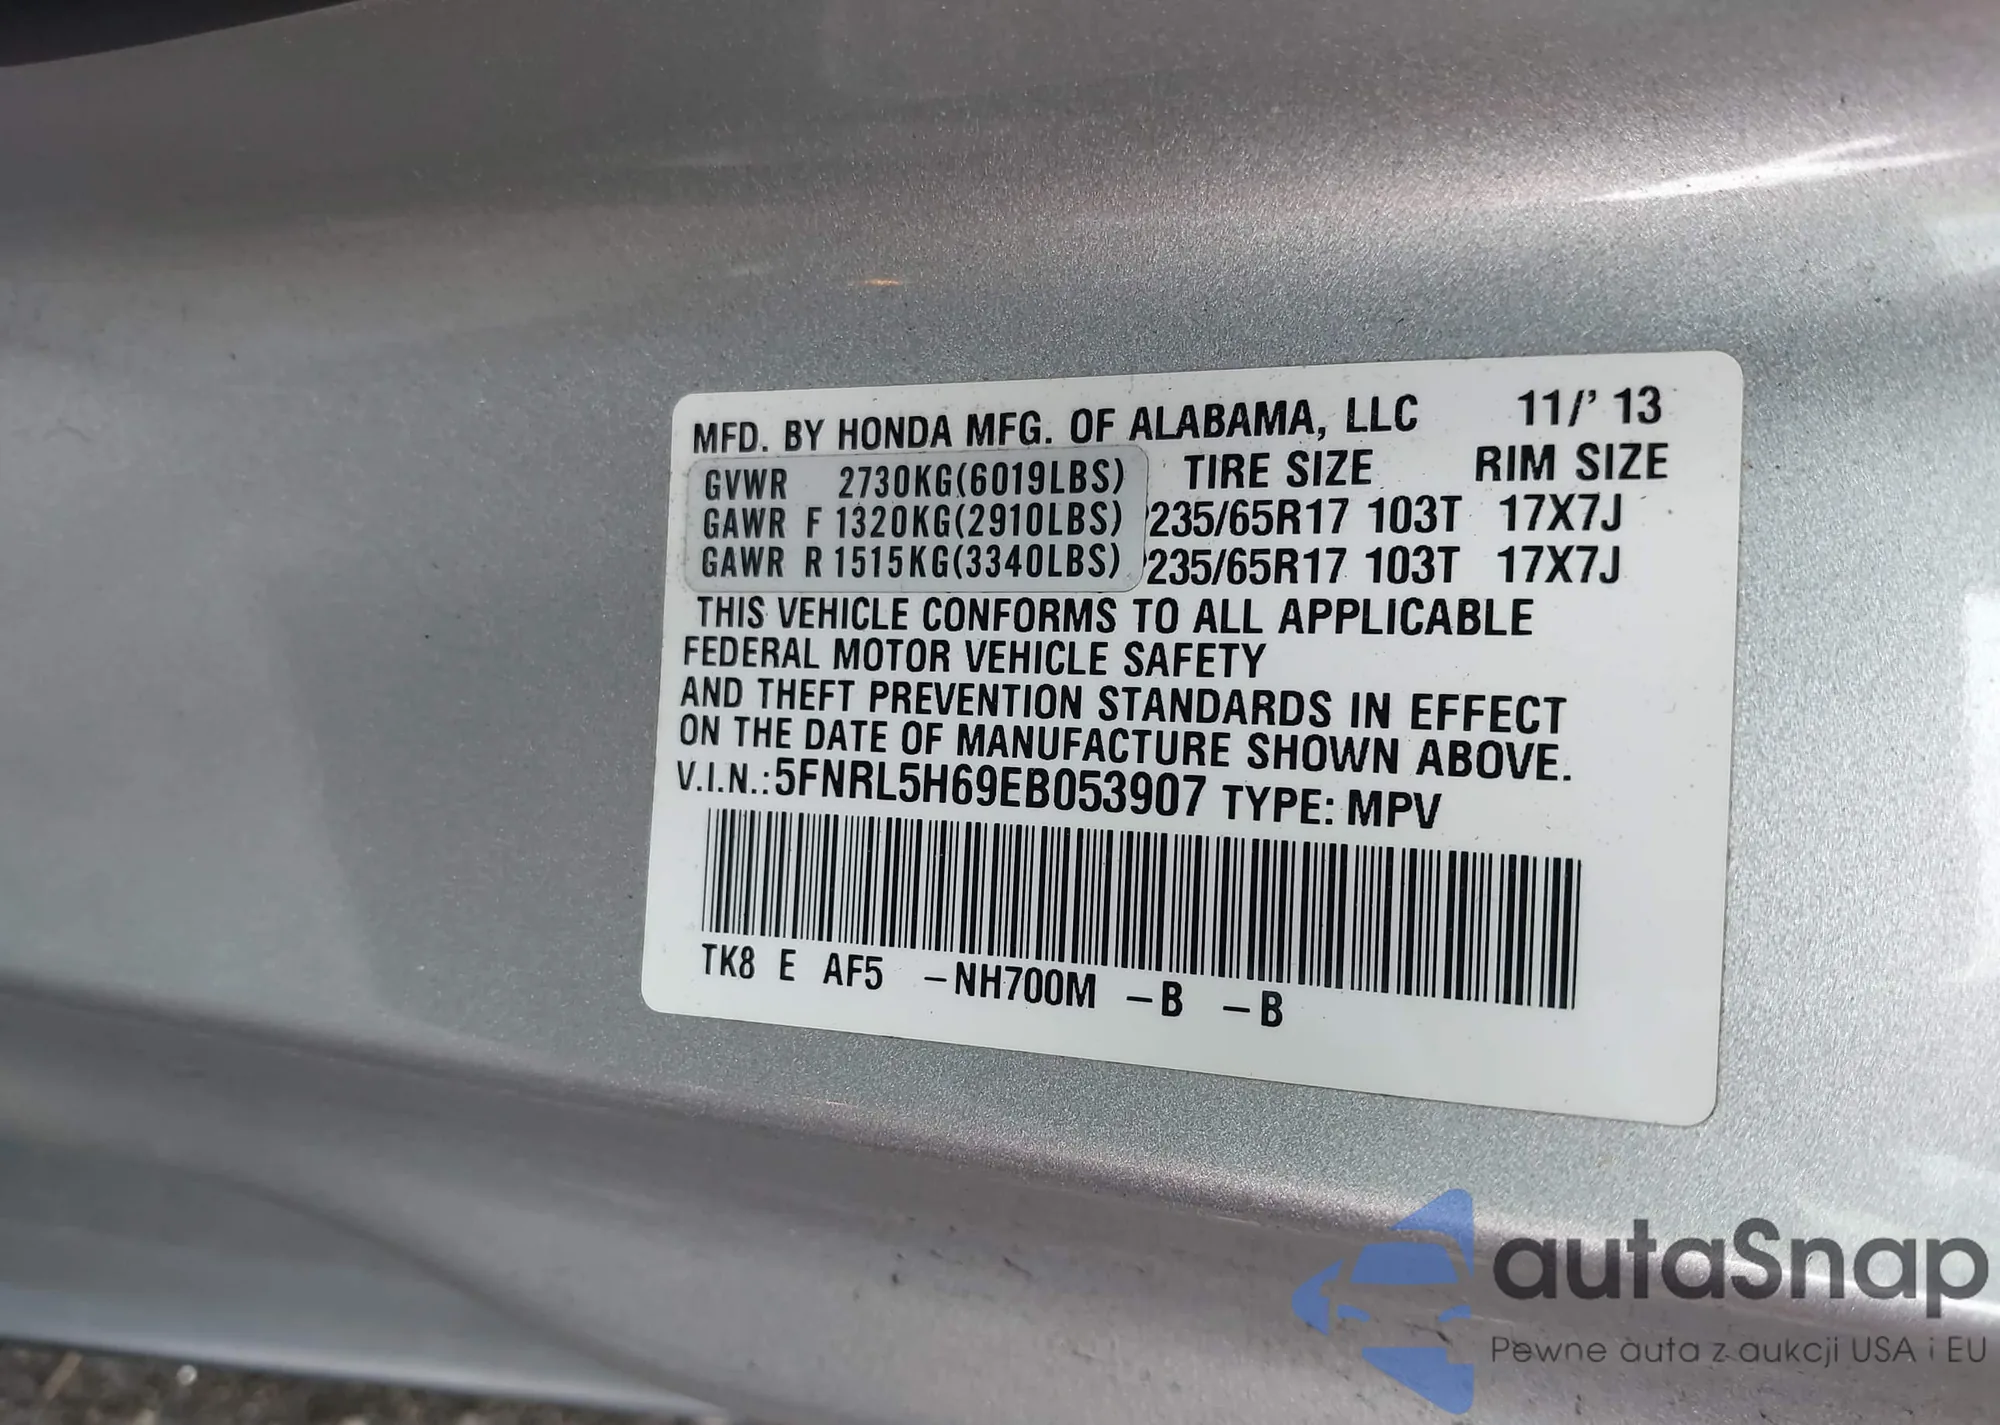 MFD. BY HONDA MFG. OF ALABAMA, LLC 11/' 13
GVWR 2730KG(6019LBS) TIRE SIZE RIM SIZE
GAWR F 1320KG(2910LBS) P235/65R17 103T 17X7J
GAWR R 1515KG(3340LBS) P235/65R17 103T 17X7J
THIS VEHICLE CONFORMS TO ALL APPLICABLE
FEDERAL MOTOR VEHICLE SAFETY
AND THEFT PREVENTION STANDARDS IN EFFECT
ON THE DATE OF MANUFACTURE SHOWN ABOVE.
V.I.N.: 5FNRL5H69EB053907 TYPE: MPV
TK8 E AF5 -NH700M -B -B
autaSnap
Pewne auta z aukcji USA i EU